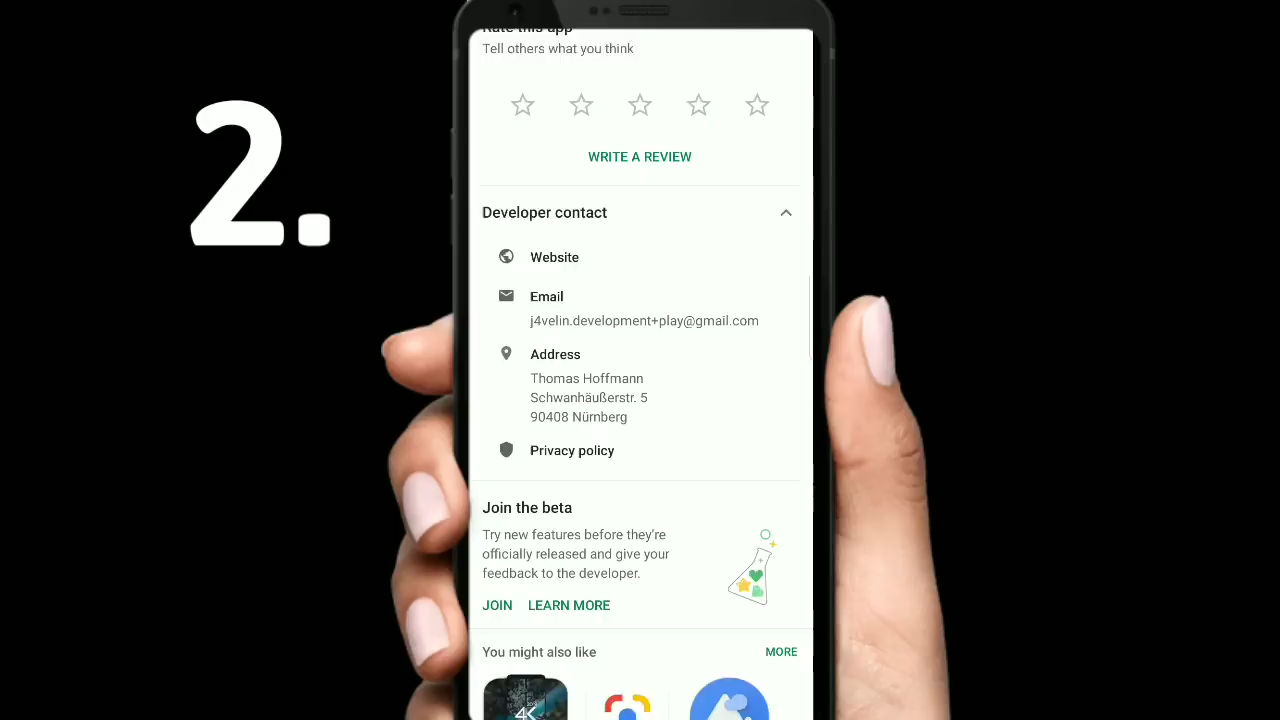 2.
Rate this app
Tell others what you think
WRITE A REVIEW
Developer contact
Website
Email
j4velin.development+play@gmail.com
Address
Thomas Hoffmann
Schwanhäußerstr. 5
90408 Nürnberg
Privacy policy
Join the beta
Try new features before they're
officially released and give your
feedback to the developer.
JOIN LEARN MORE
You might also like MORE
4K